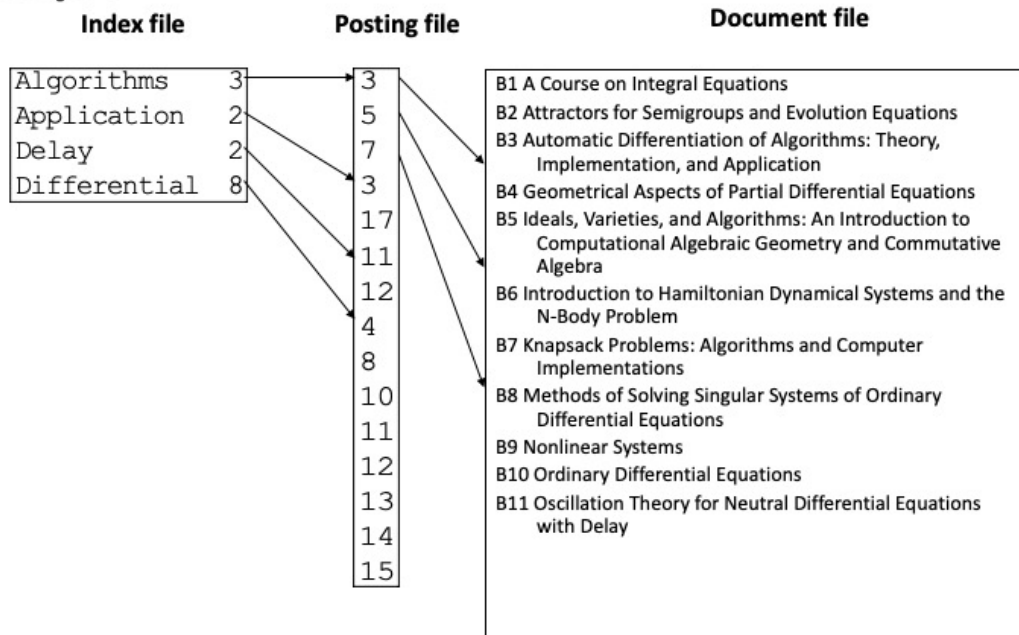 Index file
Posting file
Document file
Algorithms 3
Application 2
Delay 2
Differential 8
3
5
7
3
17
11
12
4
8
10
11
12
13
14
15
B1 A Course on Integral Equations
B2 Attractors for Semigroups and Evolution Equations
B3 Automatic Differentiation of Algorithms: Theory,
Implementation, and Application
B4 Geometrical Aspects of Partial Differential Equations
B5 Ideals, Varieties, and Algorithms: An Introduction to
Computational Algebraic Geometry and Commutative
Algebra
B6 Introduction to Hamiltonian Dynamical Systems and the
N-Body Problem
B7 Knapsack Problems: Algorithms and Computer
Implementations
B8 Methods of Solving Singular Systems of Ordinary
Differential Equations
B9 Nonlinear Systems
B10 Ordinary Differential Equations
B11 Oscillation Theory for Neutral Differential Equations
with Delay